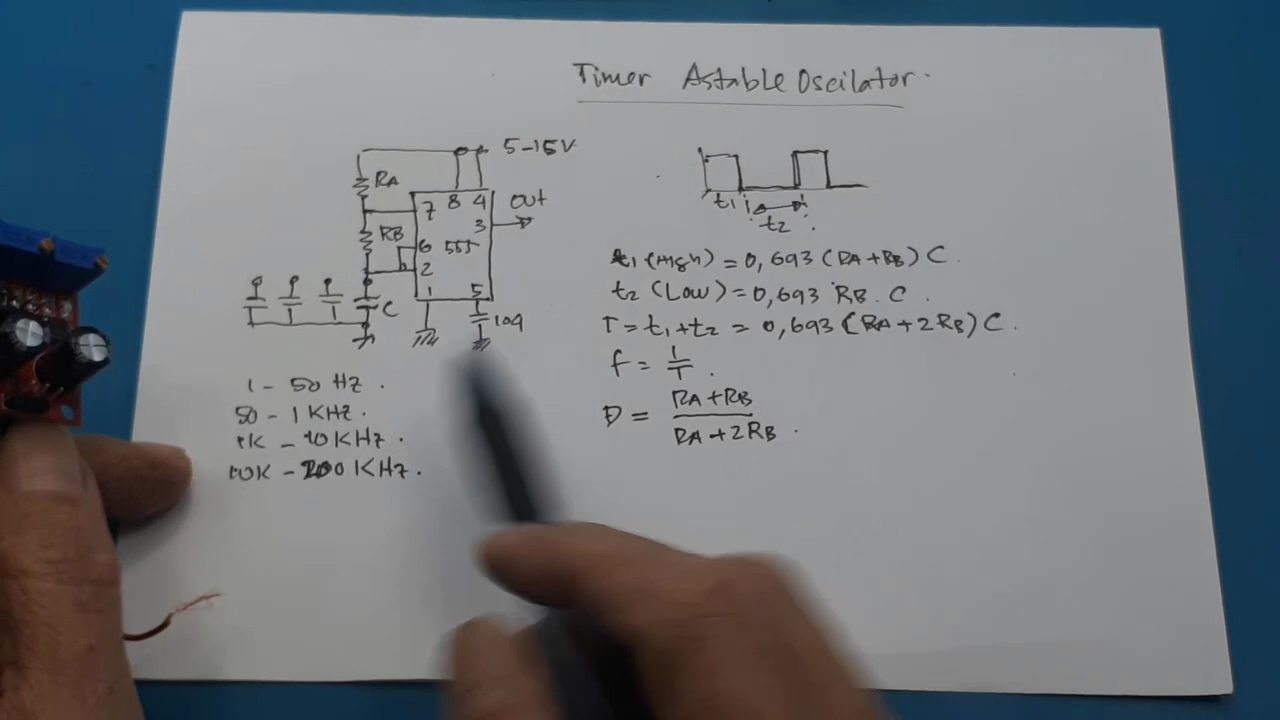 Timer Astable Oscilator.
5-15V
RA
8 4
7
OUT
3
RB
6 555
2
1 5
C
104
t1
t2
t1 (High) = 0,693 (RA+RB) C.
t2 (Low) = 0,693 RB. C.
T = t1+t2 = 0,693 (RA+2RB) C.
f = 1/T.
D = RA+RB
RA+2RB.
1 - 50 HZ.
50 - 1 KHZ.
1K - 10 KHZ.
10K - 200 KHZ.